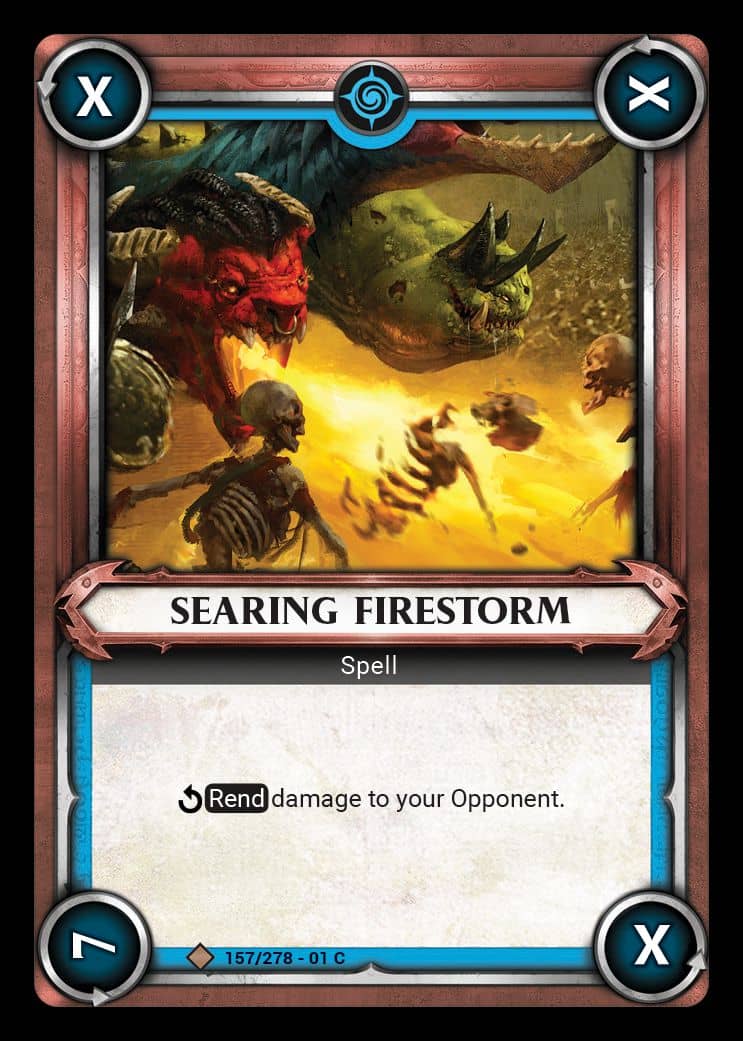 X X
SEARING FIRESTORM
Spell
Rend damage to your Opponent.
7 X
157/278 - 01 C